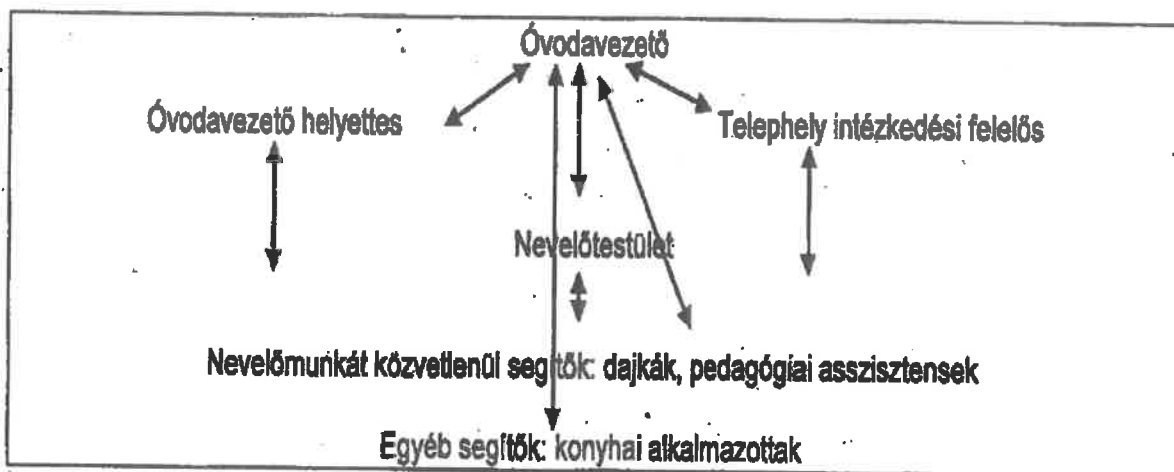 Óvodavezető
Óvodavezető helyettes
Telephely intézkedési felelős
Nevelőtestület
Nevelőmunkát közvetlenül segítők: dajkák, pedagógiai asszisztensek
Egyéb segítők: konyhai alkalmazottak